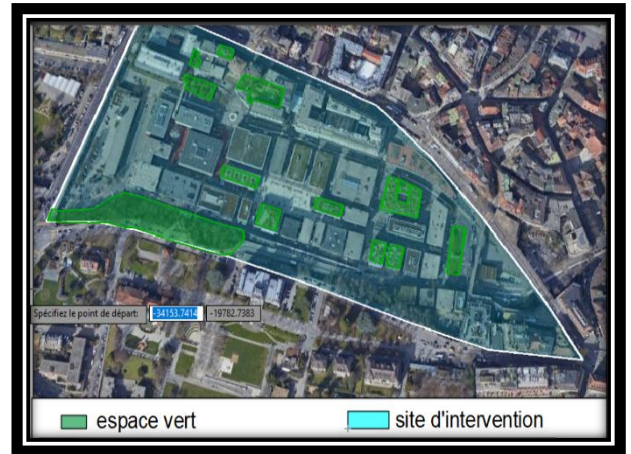 Spécifiez le point de départ: -34153.7414 -19782.7383
espace vert site d'intervention